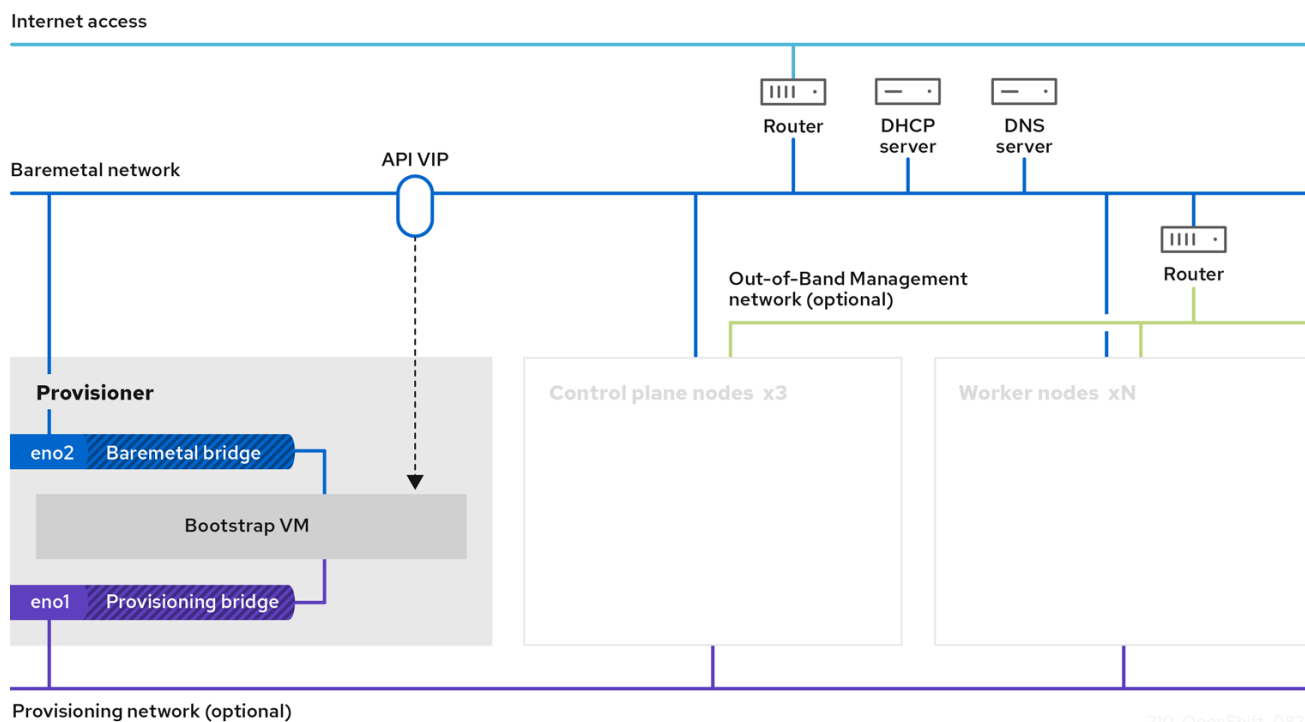 Internet access
Router
DHCP
server
DNS
server
Baremetal network
API VIP
Router
Out-of-Band Management
network (optional)
Provisioner
Control plane nodes x3
Worker nodes xN
eno2
Baremetal bridge
Bootstrap VM
eno1
Provisioning bridge
Provisioning network (optional)